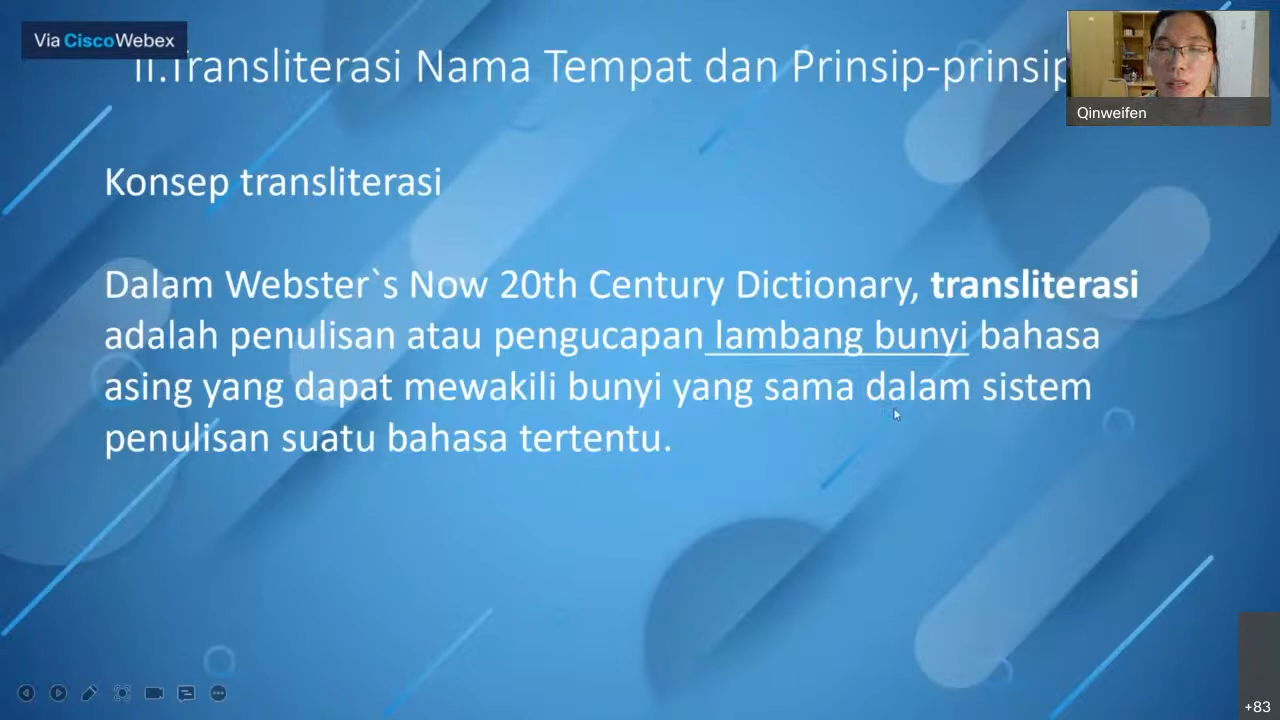 Via CiscoWebex
II.Transliterasi Nama Tempat dan Prinsip-prinsip
Qinweifen
Konsep transliterasi
Dalam Webster`s Now 20th Century Dictionary, transliterasi
adalah penulisan atau pengucapan lambang bunyi bahasa
asing yang dapat mewakili bunyi yang sama dalam sistem
penulisan suatu bahasa tertentu.
+83